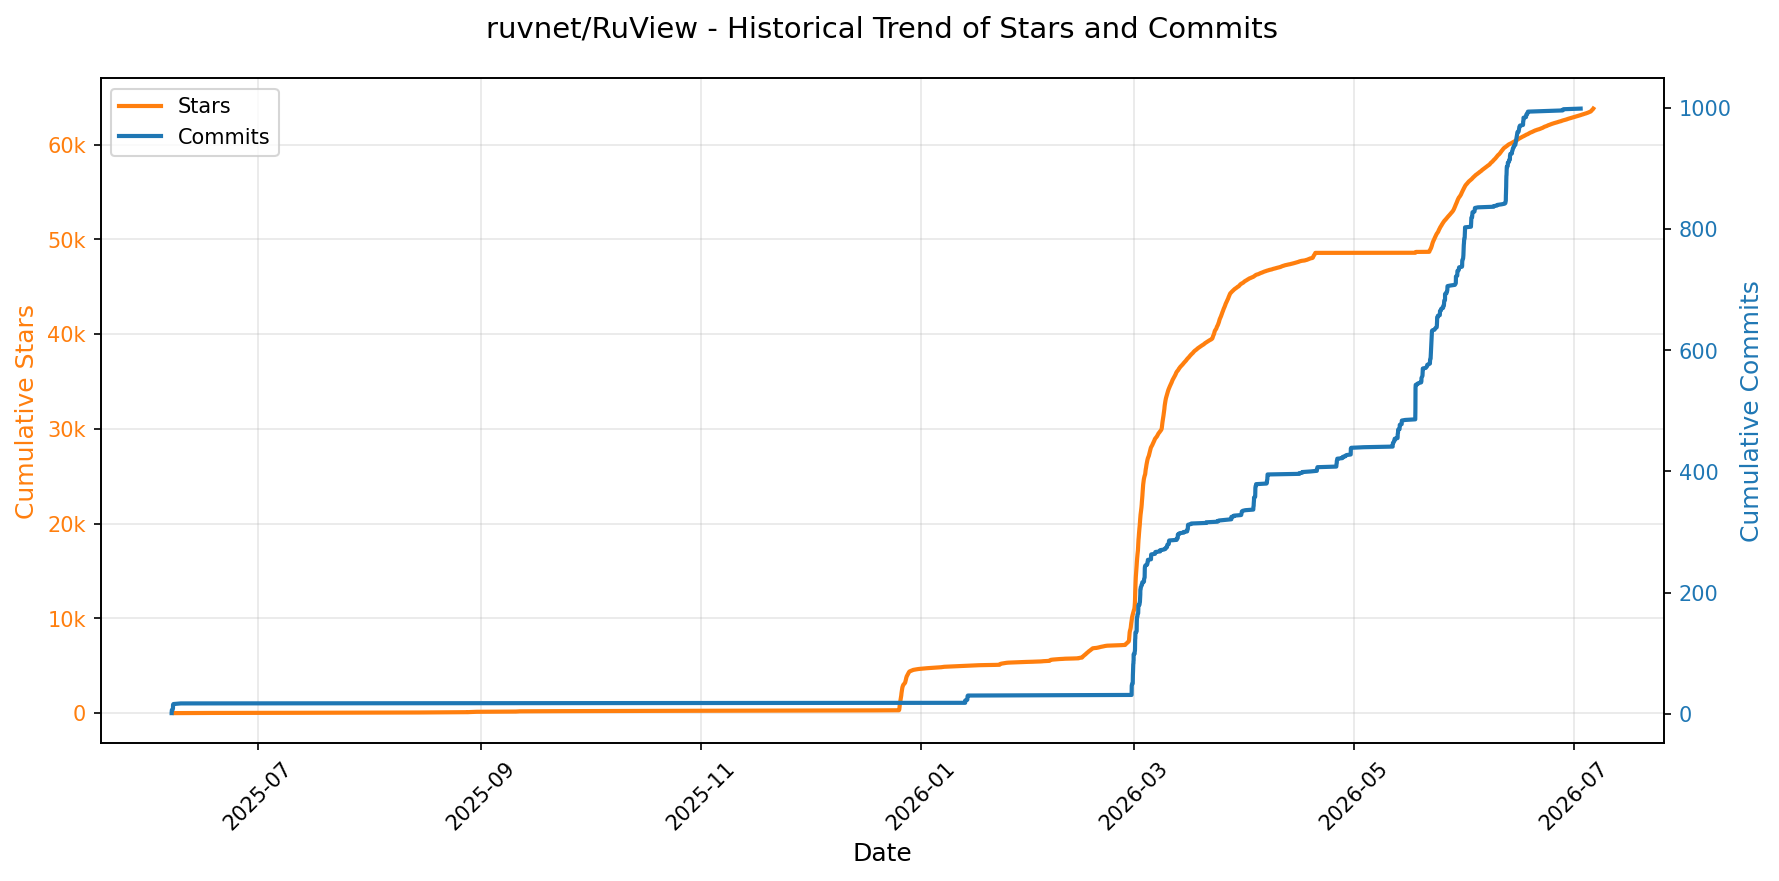 ruvnet/RuView - Historical Trend of Stars and Commits
Stars
Commits
60k
50k
40k
30k
20k
10k
0
Cumulative Stars
1000
800
600
400
200
0
Cumulative Commits
2025-07
2025-09
2025-11
2026-01
2026-03
2026-05
2026-07
Date